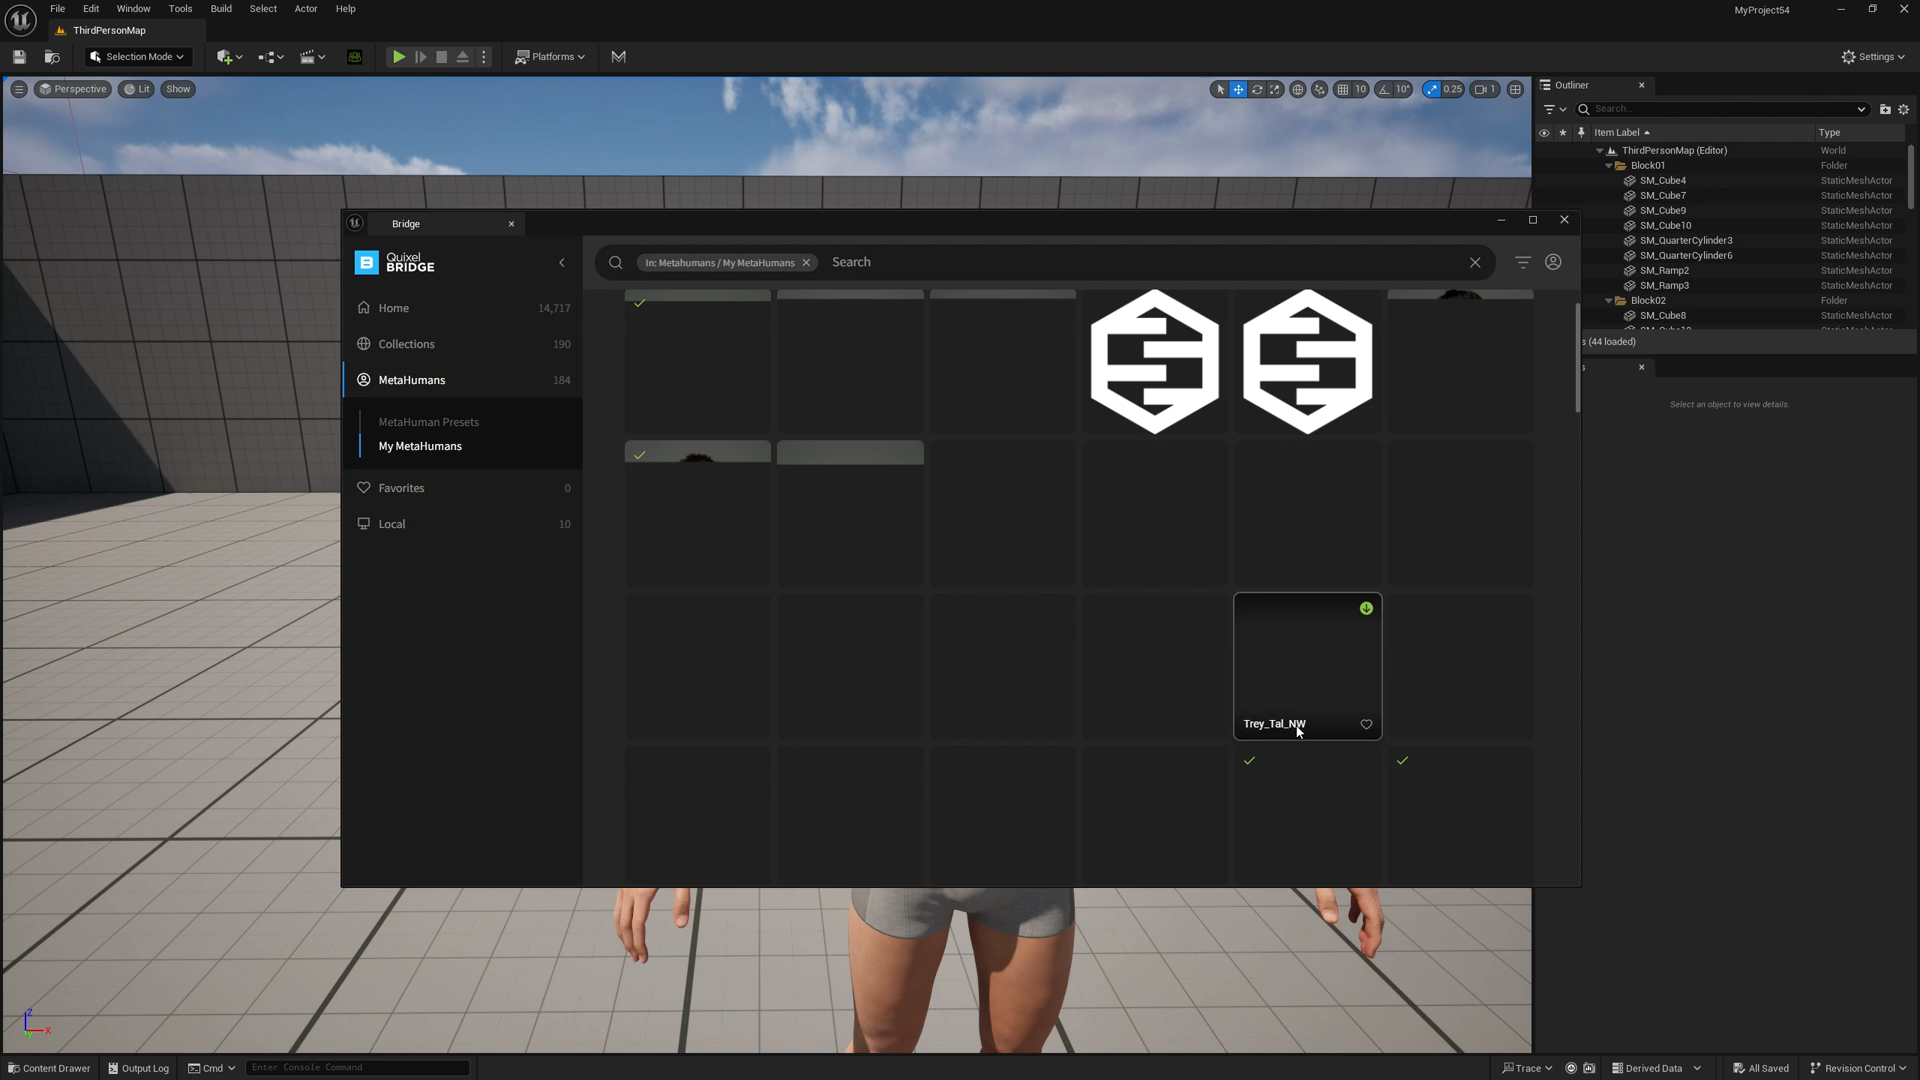 File Edit Window Tools Build Select Actor Help
MyProject54
ThirdPersonMap
Selection Mode
Platforms
Settings
Perspective Lit Show
10 10° 0.25 1
Outliner
Search...
Item Label Type
ThirdPersonMap (Editor) World
Block01 Folder
SM_Cube4 StaticMeshActor
SM_Cube7 StaticMeshActor
SM_Cube9 StaticMeshActor
SM_Cube10 StaticMeshActor
SM_QuarterCylinder3 StaticMeshActor
SM_QuarterCylinder6 StaticMeshActor
SM_Ramp2 StaticMeshActor
SM_Ramp3 StaticMeshActor
Block02 Folder
SM_Cube8 StaticMeshActor
s (44 loaded)
s
Select an object to view details.
Bridge
B Quixel
BRIDGE
In: Metahumans / My MetaHumans Search
Home 14,717
Collections 190
MetaHumans 184
MetaHuman Presets
My MetaHumans
Favorites 0
Local 10
Trey_Tal_NW
Z
X
Content Drawer Output Log Cmd Enter Console Command
Trace Derived Data All Saved Revision Control